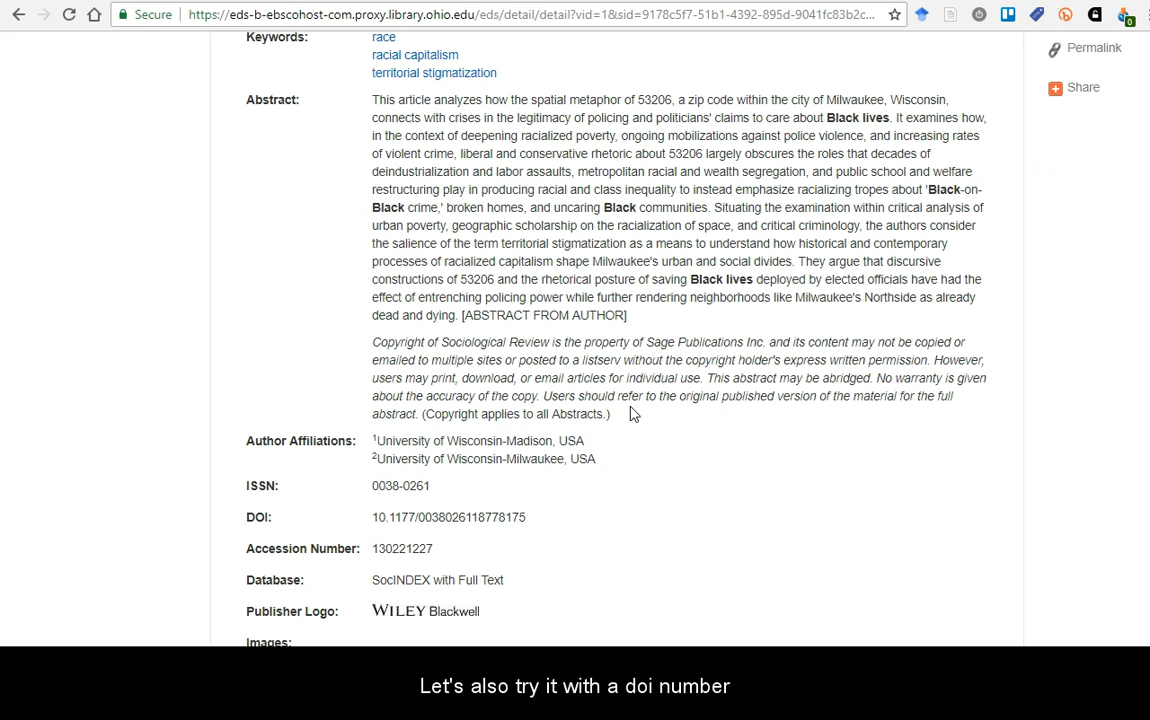 Secure
https://eds-b-ebscohost-com.proxy.library.ohio.edu/eds/detail/detail?vid=1&sid=9178c5f7-51b1-4392-895d-9041fc83b2c...
0
Keywords:
race
racial capitalism
territorial stigmatization
Permalink
Share
Abstract:
This article analyzes how the spatial metaphor of 53206, a zip code within the city of Milwaukee, Wisconsin,
connects with crises in the legitimacy of policing and politicians' claims to care about Black lives. It examines how,
in the context of deepening racialized poverty, ongoing mobilizations against police violence, and increasing rates
of violent crime, liberal and conservative rhetoric about 53206 largely obscures the roles that decades of
deindustrialization and labor assaults, metropolitan racial and wealth segregation, and public school and welfare
restructuring play in producing racial and class inequality to instead emphasize racializing tropes about 'Black-on-
Black crime,' broken homes, and uncaring Black communities. Situating the examination within critical analysis of
urban poverty, geographic scholarship on the racialization of space, and critical criminology, the authors consider
the salience of the term territorial stigmatization as a means to understand how historical and contemporary
processes of racialized capitalism shape Milwaukee's urban and social divides. They argue that discursive
constructions of 53206 and the rhetorical posture of saving Black lives deployed by elected officials have had the
effect of entrenching policing power while further rendering neighborhoods like Milwaukee's Northside as already
dead and dying. [ABSTRACT FROM AUTHOR]
Copyright of Sociological Review is the property of Sage Publications Inc. and its content may not be copied or
emailed to multiple sites or posted to a listserv without the copyright holder's express written permission. However,
users may print, download, or email articles for individual use. This abstract may be abridged. No warranty is given
about the accuracy of the copy. Users should refer to the original published version of the material for the full
abstract. (Copyright applies to all Abstracts.)
Author Affiliations:
1University of Wisconsin-Madison, USA
2University of Wisconsin-Milwaukee, USA
ISSN:
0038-0261
DOI:
10.1177/0038026118778175
Accession Number:
130221227
Database:
SocINDEX with Full Text
Publisher Logo:
WILEY Blackwell
Images:
Let's also try it with a doi number